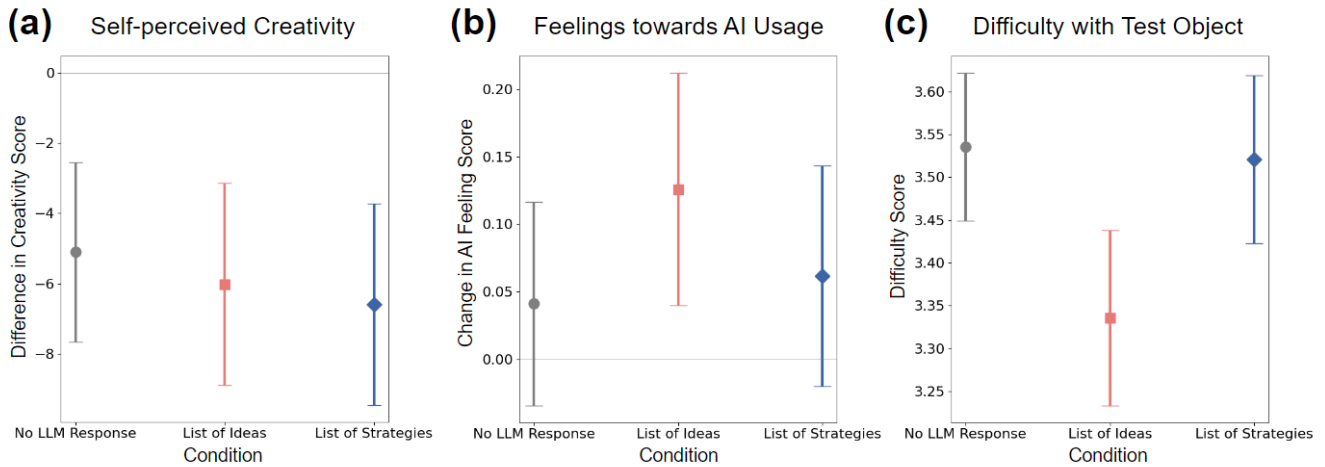 (a) Self-perceived Creativity
Difference in Creativity Score
0
−2
−4
−6
−8
No LLM Response List of Ideas List of Strategies
Condition
(b) Feelings towards AI Usage
Change in AI Feeling Score
0.20
0.15
0.10
0.05
0.00
No LLM Response List of Ideas List of Strategies
Condition
(c) Difficulty with Test Object
Difficulty Score
3.60
3.55
3.50
3.45
3.40
3.35
3.30
3.25
No LLM Response List of Ideas List of Strategies
Condition